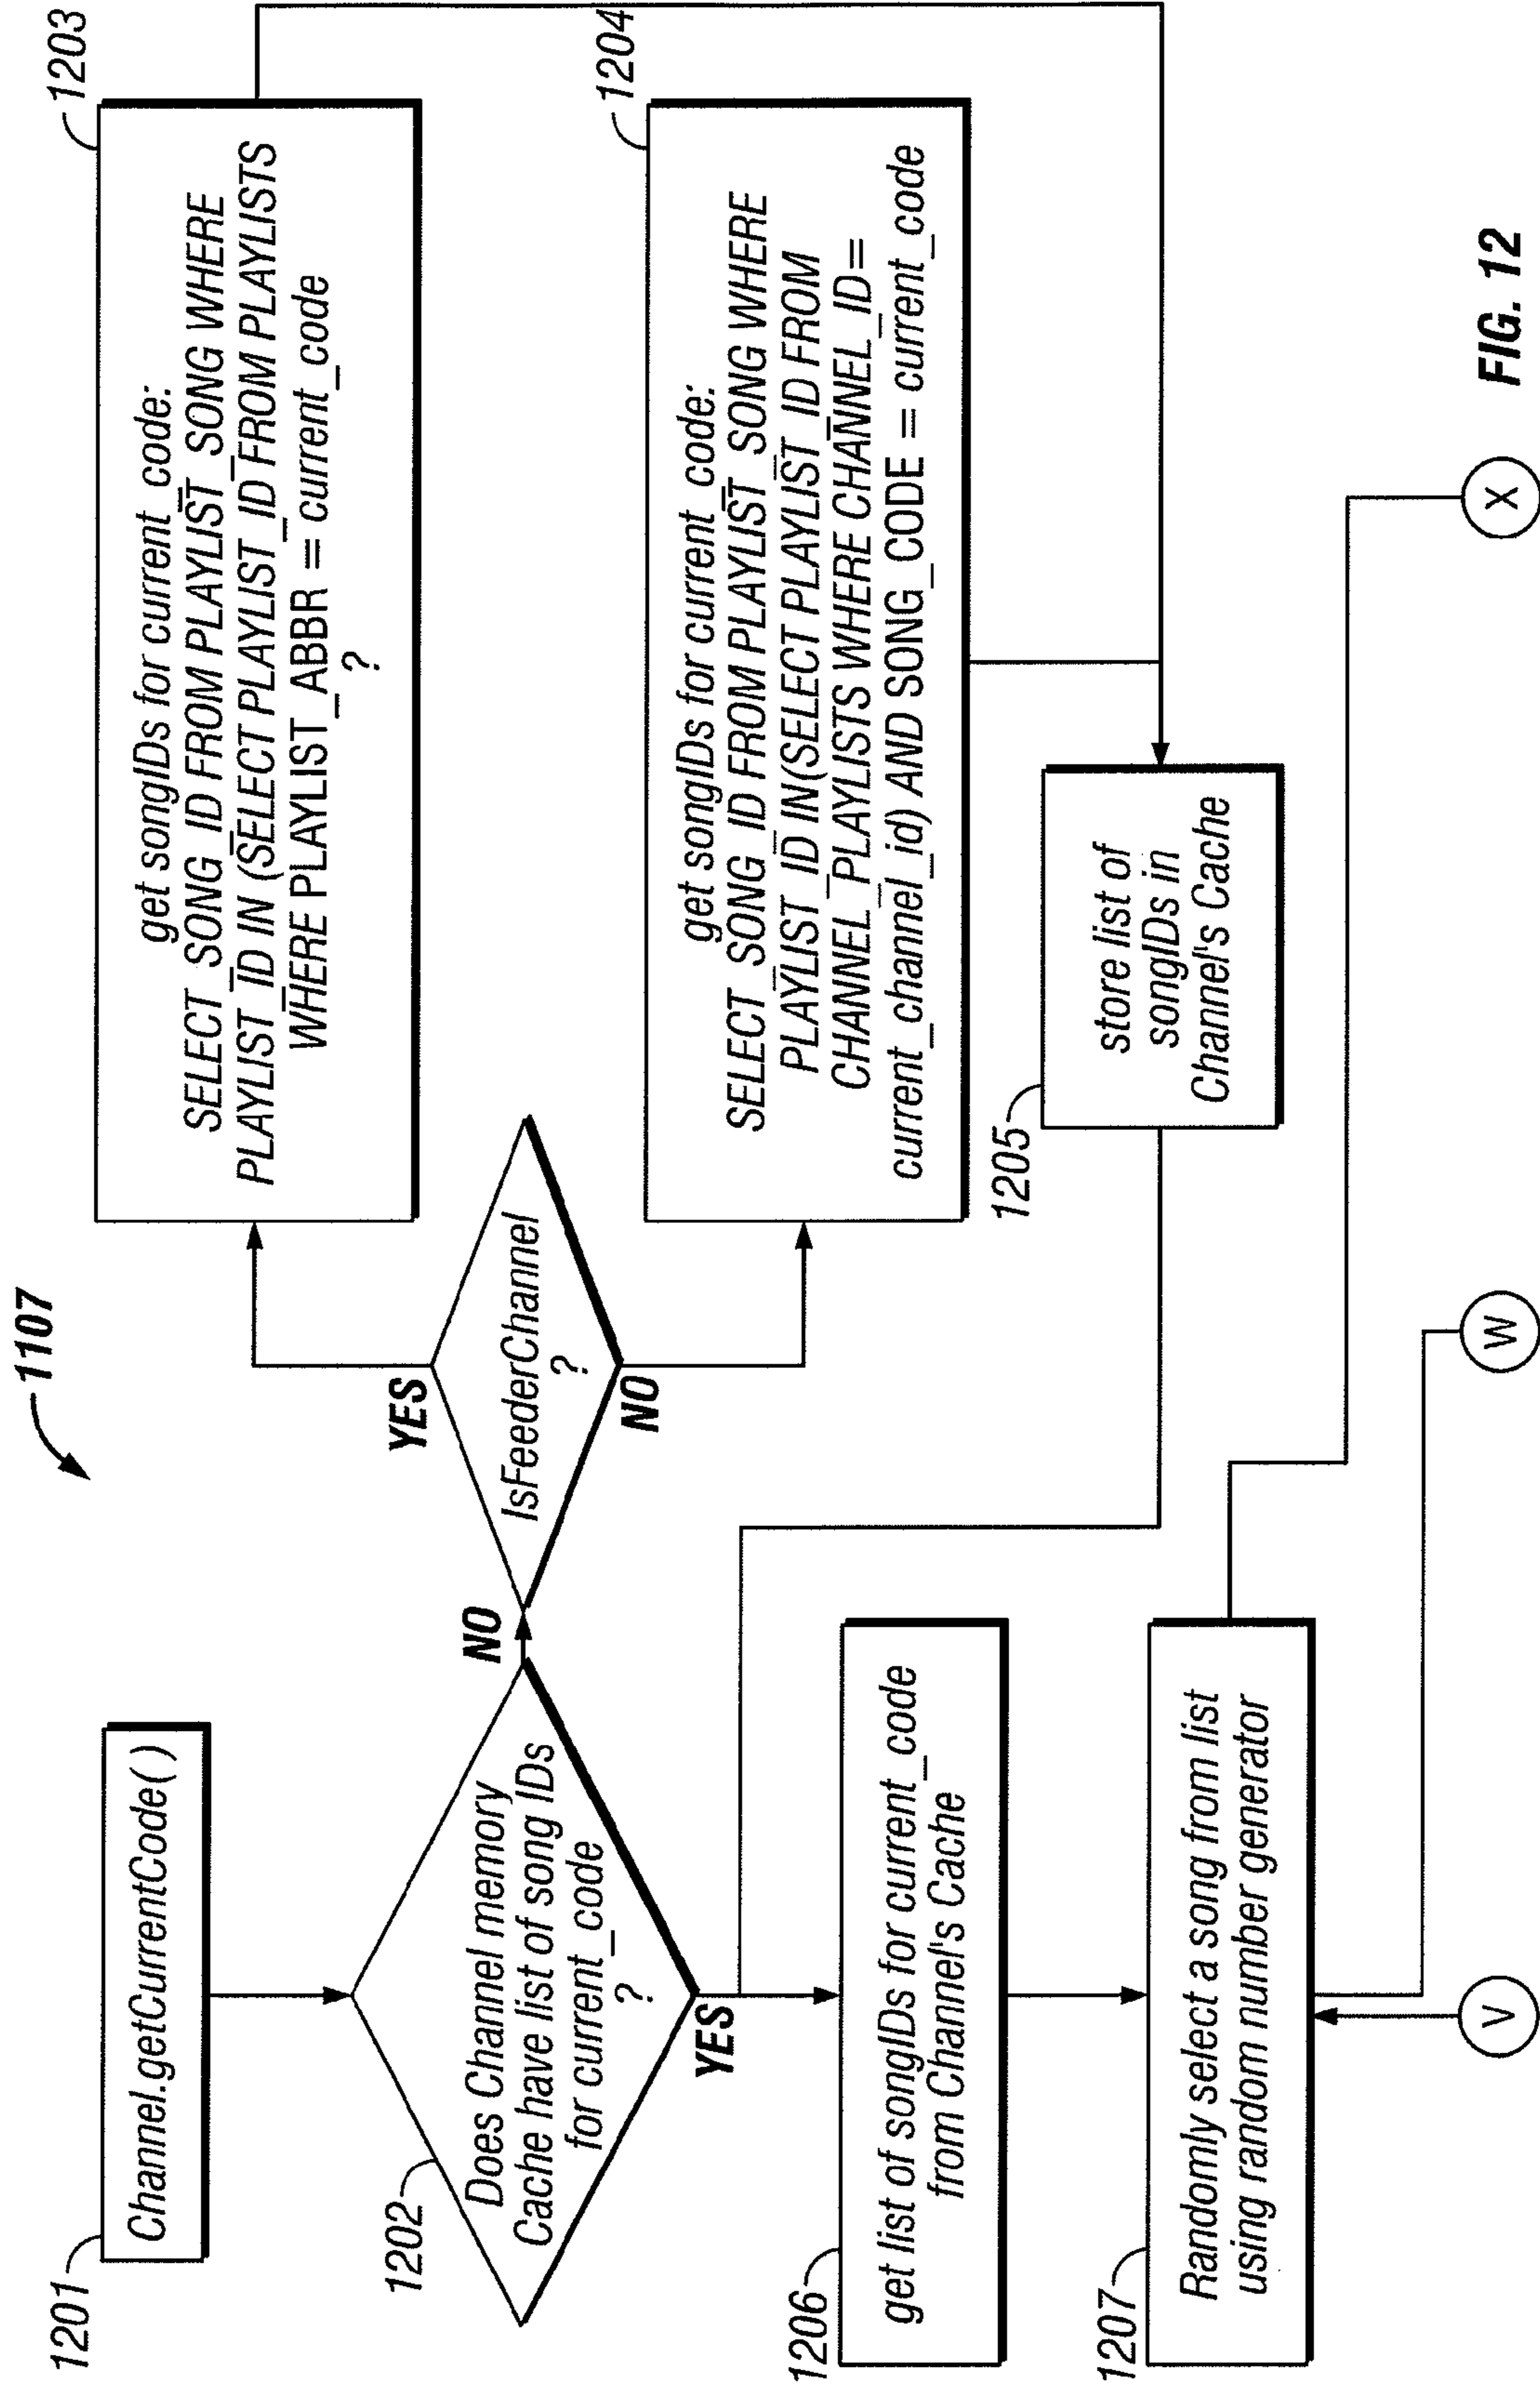 1107
1201
Channel.getCurrentCode( )
1202
Does Channel memory
Cache have list of song IDs
for current_code
?
NO
YES
IsFeederChannel
?
YES
NO
1203
get songIDs for current_code:
SELECT SONG_ID FROM PLAYLIST_SONG WHERE
PLAYLIST_ID IN (SELECT PLAYLIST_ID FROM PLAYLISTS
WHERE PLAYLIST_ABBR = current_code
?
1204
get songIDs for current_code:
SELECT SONG_ID FROM PLAYLIST_SONG WHERE
PLAYLIST_ID IN(SELECT PLAYLIST_ID FROM
CHANNEL_PLAYLISTS WHERE CHANNEL_ID=
current_channel_id) AND SONG_CODE = current_code
1205
store list of
songIDs in
Channel's Cache
1206
get list of songIDs for current_code
from Channel's Cache
1207
Randomly select a song from list
using random number generator
V
W
X
FIG. 12